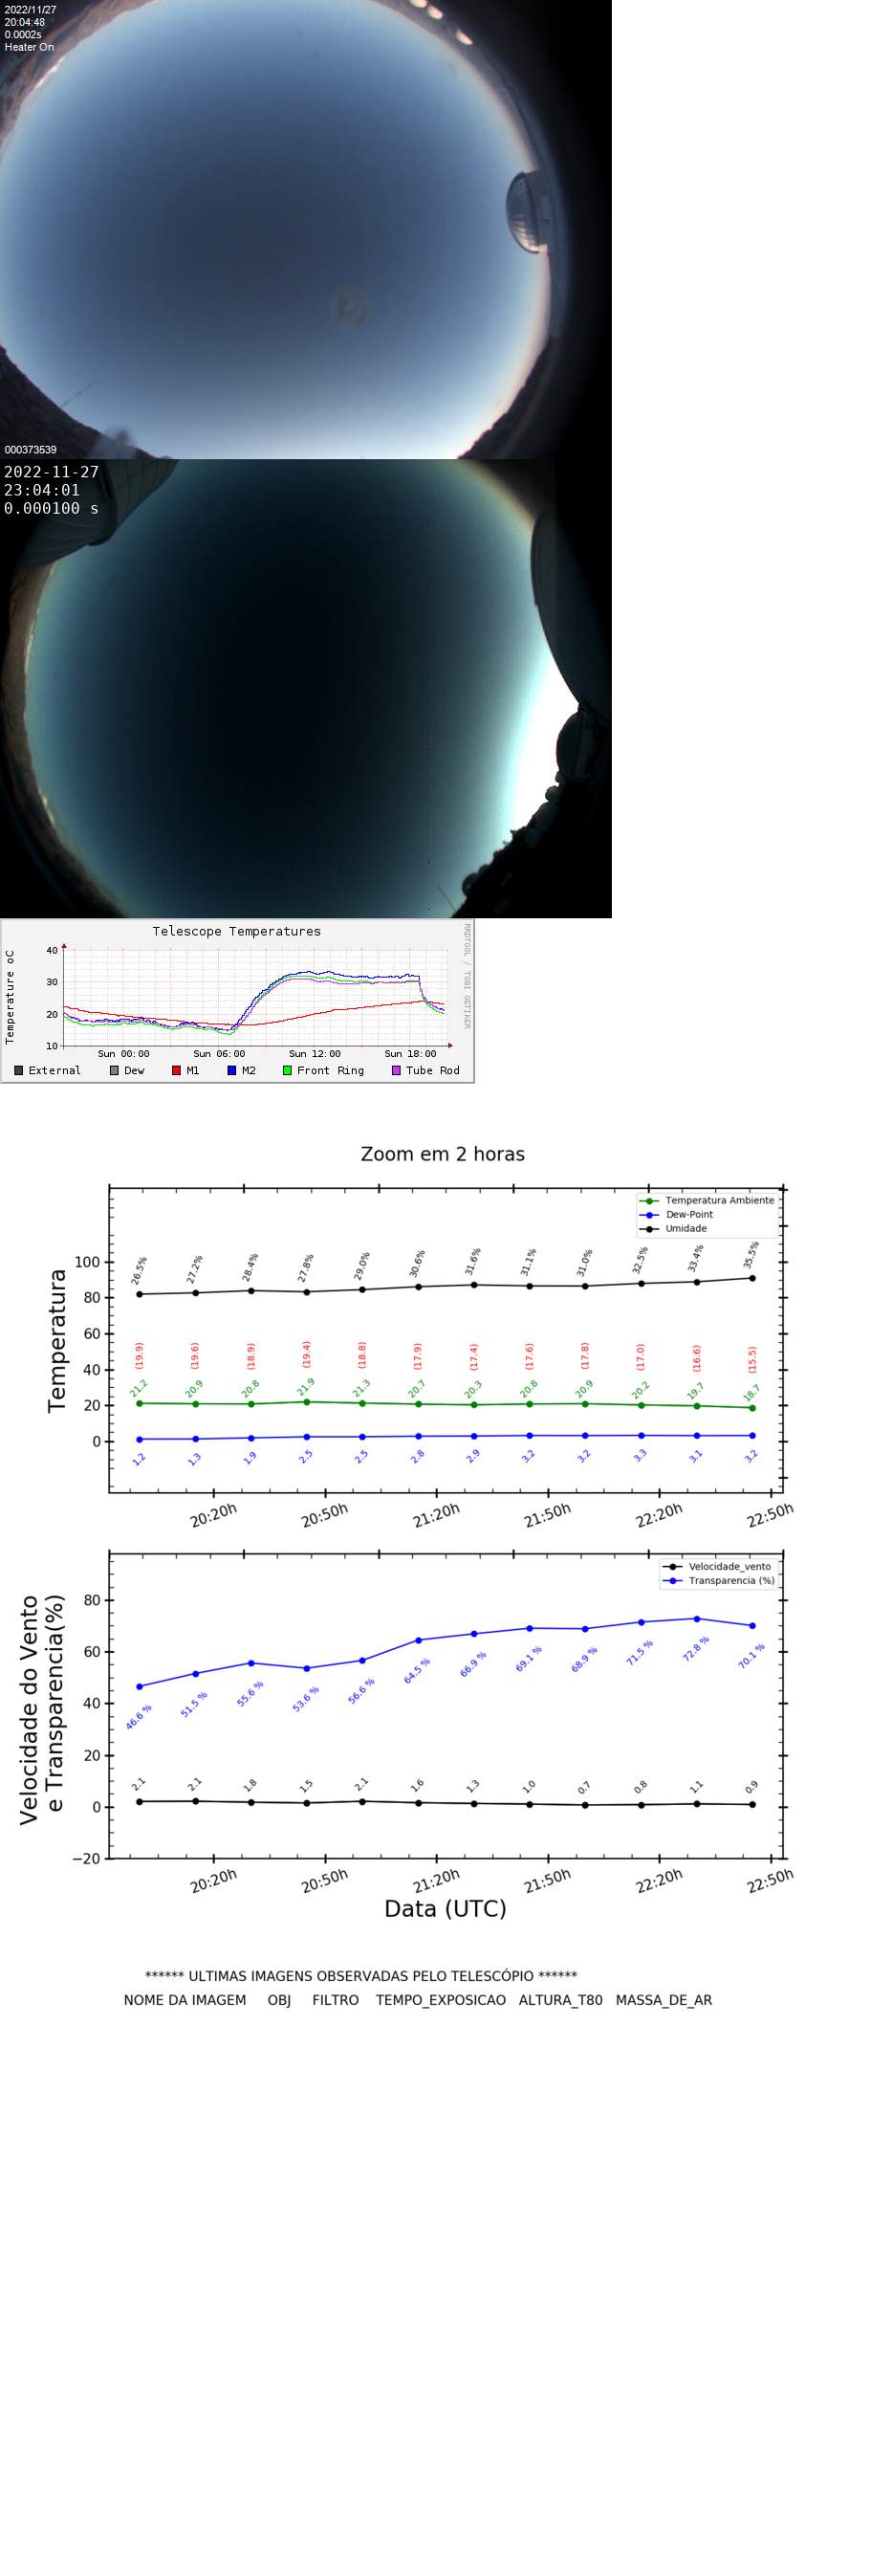 2022/11/27
20:04:48
0.0002s
Heater On
000373539
2022-11-27
23:04:01
0.000100 s
Telescope Temperatures
RRDTOOL / TOBI OETIKER
Temperature oC
40
30
20
10
Sun 00:00 Sun 06:00 Sun 12:00 Sun 18:00
External Dew M1 M2 Front Ring Tube Rod
Zoom em 2 horas
Temperatura Ambiente
Dew-Point
Umidade
Temperatura
100
80
60
40
20
0
26.5% 27.2% 28.4% 27.8% 29.0% 30.6% 31.6% 31.1% 31.0% 32.5% 33.4% 35.5%
(19.9) (19.6) (18.9) (19.4) (18.8) (17.9) (17.4) (17.6) (17.8) (17.0) (16.6) (15.5)
21.2 20.9 20.8 21.9 21.3 20.7 20.3 20.8 20.9 20.2 19.7 18.7
1.2 1.3 1.9 2.5 2.5 2.8 2.9 3.2 3.2 3.3 3.1 3.2
20:20h 20:50h 21:20h 21:50h 22:20h 22:50h
Velocidade_vento
Transparencia (%)
Velocidade do Vento
e Transparencia(%)
80
60
40
20
0
−20
46.6 % 51.5 % 55.6 % 53.6 % 56.6 % 64.5 % 66.9 % 69.1 % 68.9 % 71.5 % 72.8 % 70.1 %
2.1 2.1 1.8 1.5 2.1 1.6 1.3 1.0 0.7 0.8 1.1 0.9
20:20h 20:50h 21:20h 21:50h 22:20h 22:50h
Data (UTC)
****** ULTIMAS IMAGENS OBSERVADAS PELO TELESCÓPIO ******
NOME DA IMAGEM OBJ FILTRO TEMPO_EXPOSICAO ALTURA_T80 MASSA_DE_AR